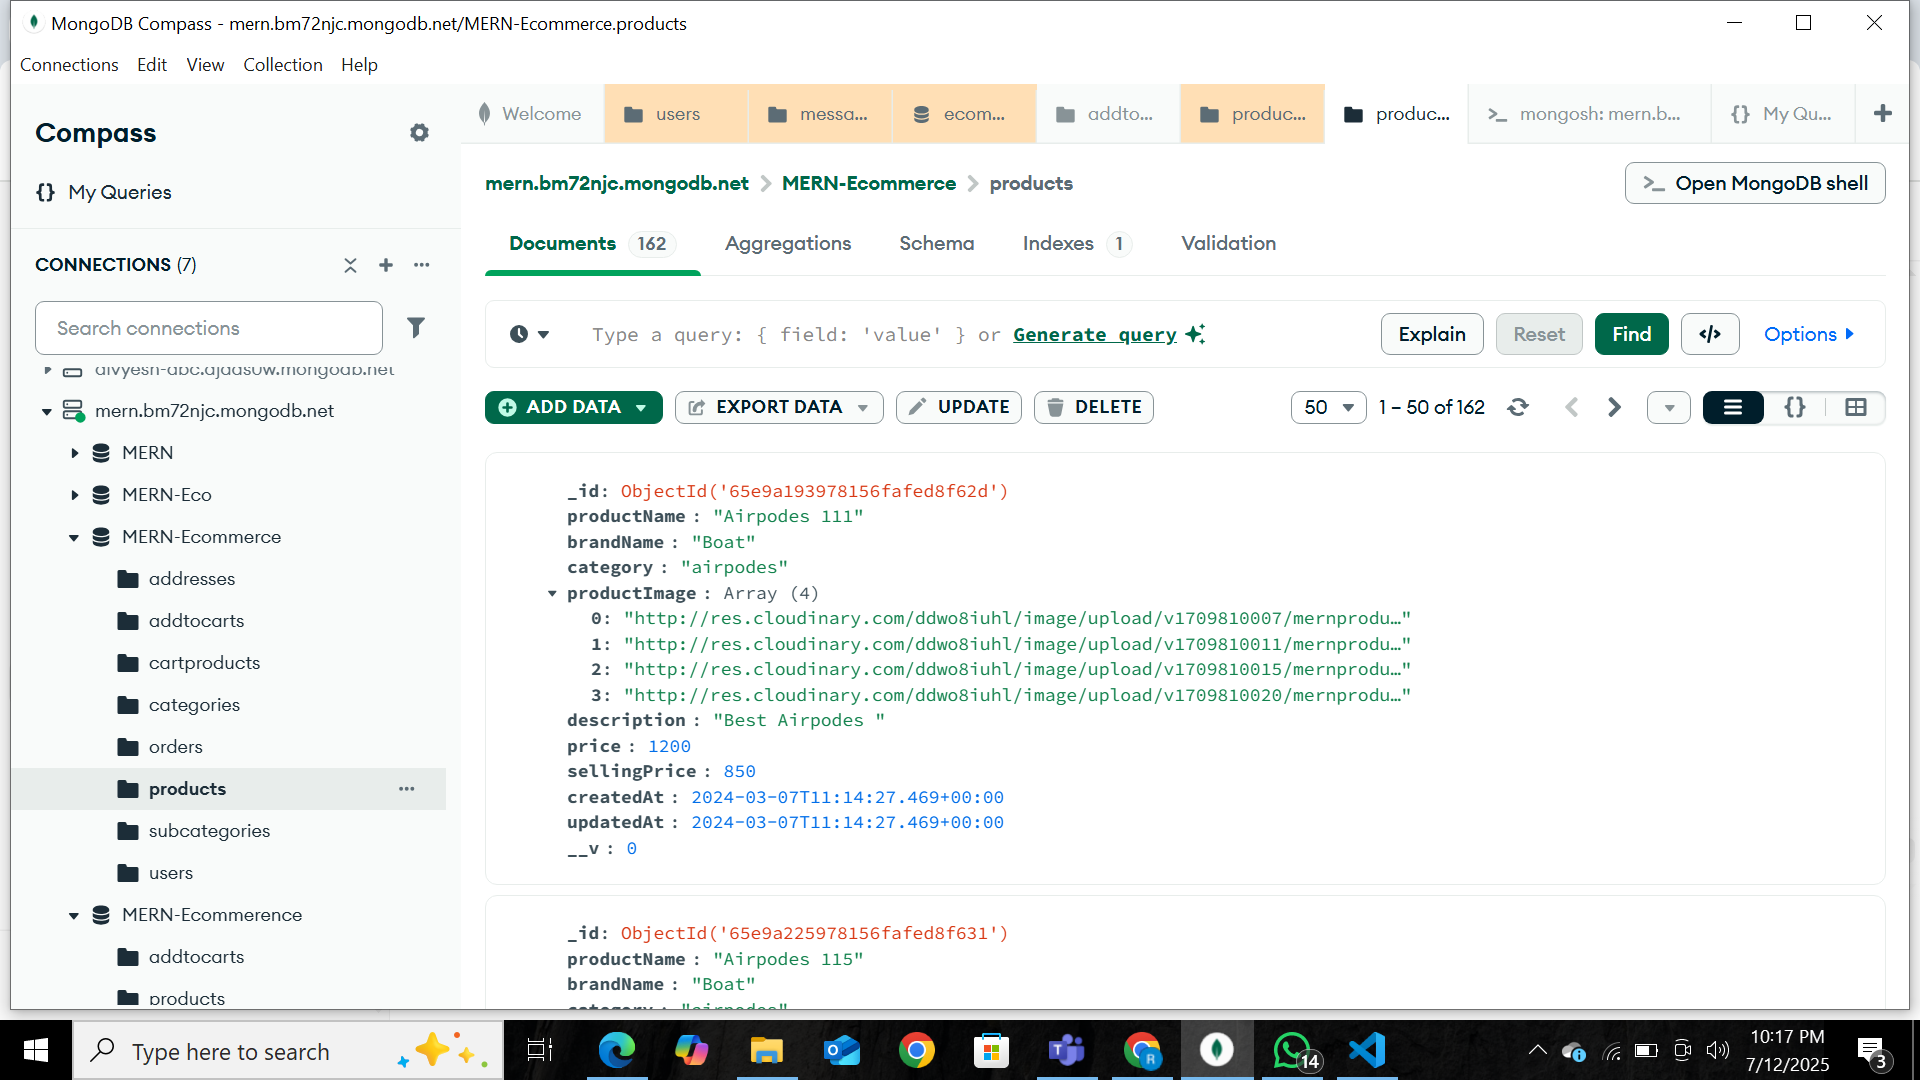 MongoDB Compass - mern.bm72njc.mongodb.net/MERN-Ecommerce.products
Connections Edit View Collection Help
Compass
My Queries
CONNECTIONS (7)
Search connections
mern.bm72njc.mongodb.net
MERN
MERN-Eco
MERN-Ecommerce
addresses
addtocarts
cartproducts
categories
orders
products
subcategories
users
MERN-Ecommerence
addtocarts
products
Welcome users messa... ecom... addto... produc... produc... >_ mongosh: mern.b... {} My Qu...
mern.bm72njc.mongodb.net > MERN-Ecommerce > products
>_ Open MongoDB shell
Documents 162 Aggregations Schema Indexes 1 Validation
Type a query: { field: 'value' } or Generate query
Explain Reset Find </> Options
ADD DATA EXPORT DATA UPDATE DELETE
50 1 – 50 of 162 {}
_id: ObjectId('65e9a193978156fafed8f62d')
productName : "Airpodes 111"
brandName : "Boat"
category : "airpodes"
productImage : Array (4)
0: "http://res.cloudinary.com/ddwo8iuhl/image/upload/v1709810007/mernprodu…"
1: "http://res.cloudinary.com/ddwo8iuhl/image/upload/v1709810011/mernprodu…"
2: "http://res.cloudinary.com/ddwo8iuhl/image/upload/v1709810015/mernprodu…"
3: "http://res.cloudinary.com/ddwo8iuhl/image/upload/v1709810020/mernprodu…"
description : "Best Airpodes "
price : 1200
sellingPrice : 850
createdAt : 2024-03-07T11:14:27.469+00:00
updatedAt : 2024-03-07T11:14:27.469+00:00
__v : 0
_id: ObjectId('65e9a225978156fafed8f631')
productName : "Airpodes 115"
brandName : "Boat"
category : "airpodes"
Type here to search
R
14
10:17 PM
7/12/2025
3